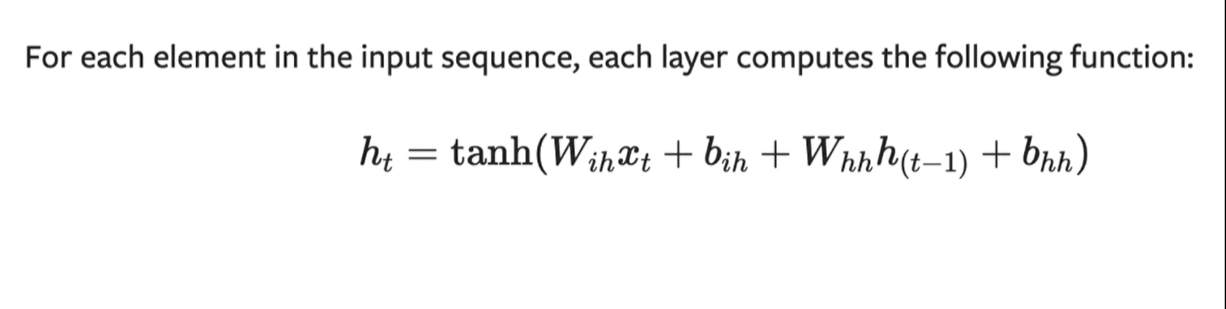 For each element in the input sequence, each layer computes the following function:
h_t = tanh(W_{ih}x_t + b_{ih} + W_{hh}h_{(t−1)} + b_{hh})